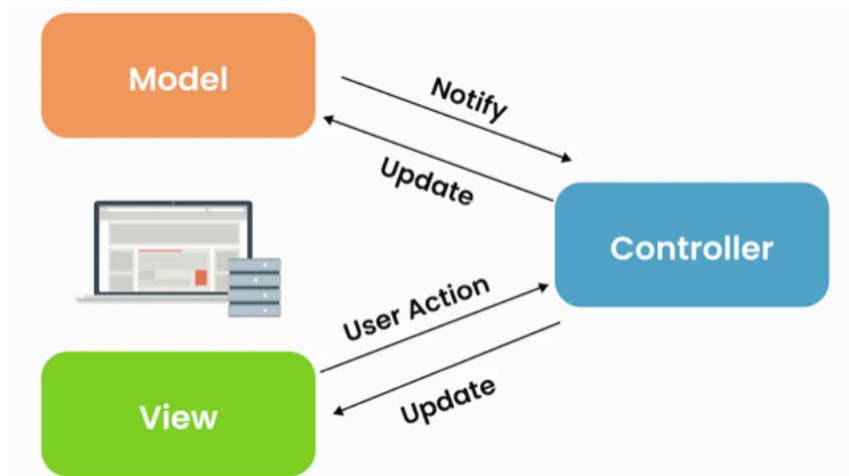 Model
Notify
Update
Controller
User Action
View
Update